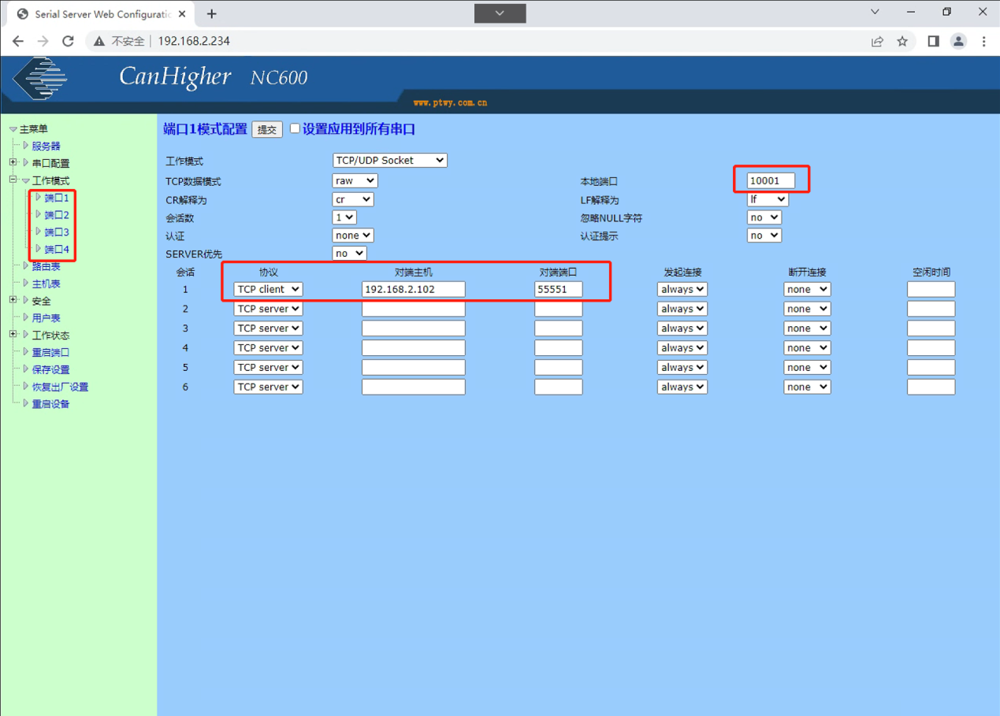 Serial Server Web Configuratio
不安全 192.168.2.234
CanHigher NC600
www.ptwy.com.cn
主菜单
服务器
串口配置
工作模式
端口1
端口2
端口3
端口4
路由表
主机表
安全
用户表
工作状态
重启端口
保存设置
恢复出厂设置
重启设备
端口1模式配置 提交 设置应用到所有串口
工作模式 TCP/UDP Socket
TCP数据模式 raw 本地端口 10001
CR解释为 cr LF解释为 lf
会话数 1 忽略NULL字符 no
认证 none 认证提示 no
SERVER优先 no
会话 协议 对端主机 对端端口 发起连接 断开连接 空闲时间
1 TCP client 192.168.2.102 55551 always none
2 TCP server always none
3 TCP server always none
4 TCP server always none
5 TCP server always none
6 TCP server always none